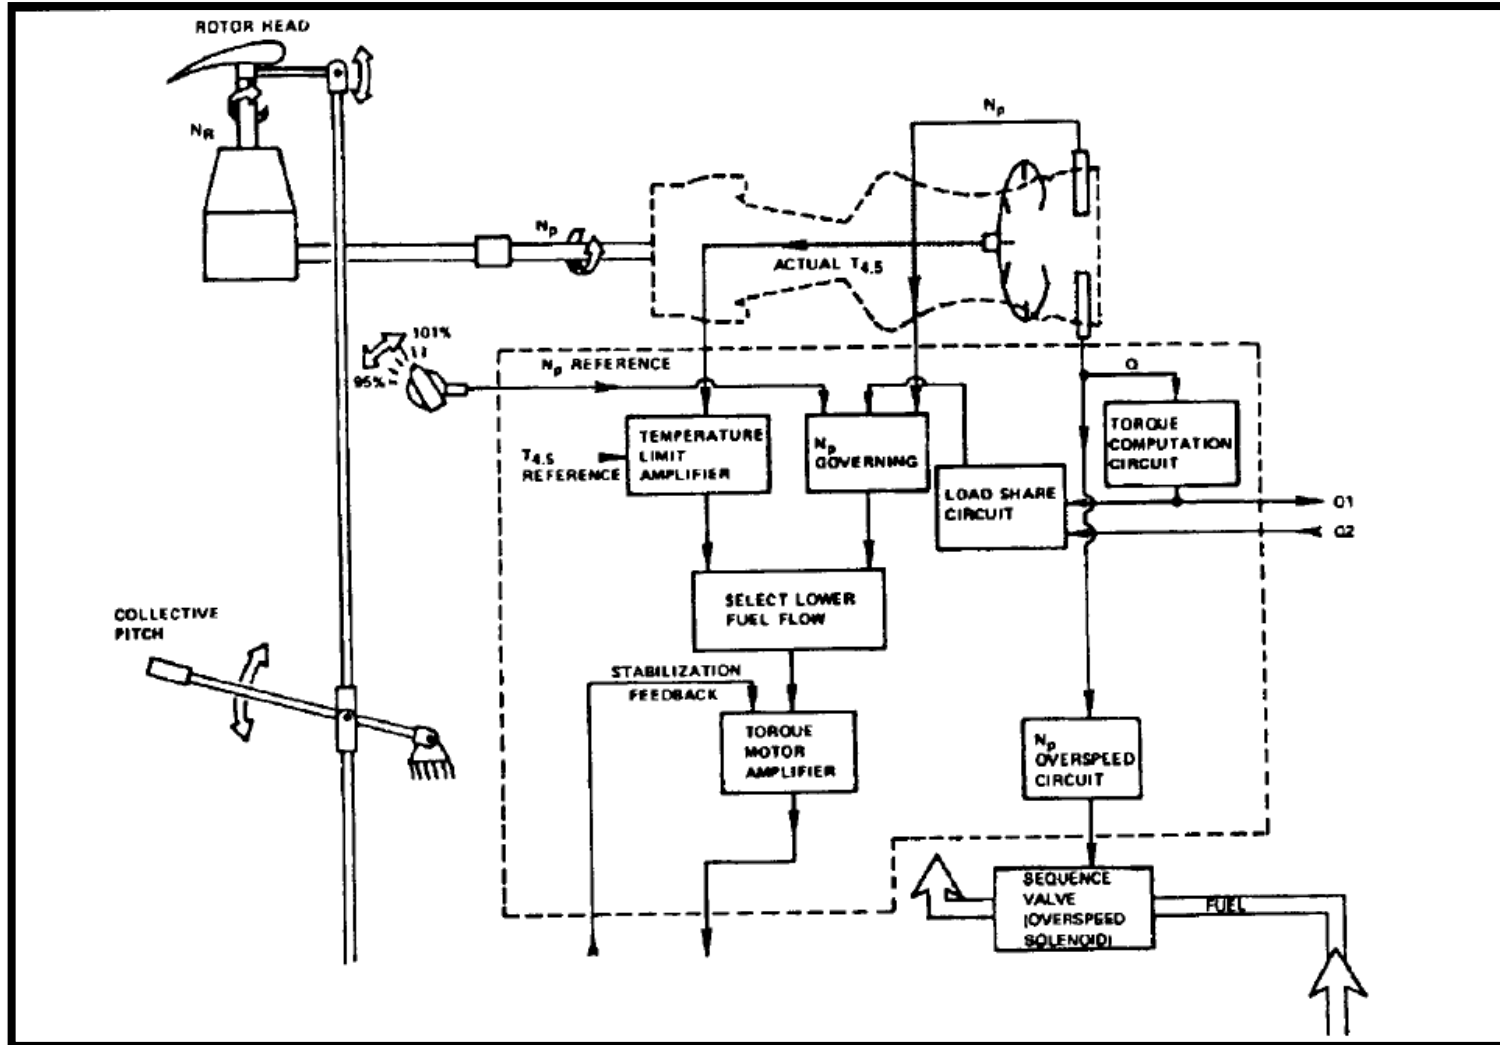 ROTOR HEAD
NR
Np
Np
ACTUAL T4.5
101%
95%
Np REFERENCE
Q
TEMPERATURE
LIMIT
AMPLIFIER
T4.5
REFERENCE
Np
GOVERNING
TORQUE
COMPUTATION
CIRCUIT
LOAD SHARE
CIRCUIT
Q1
Q2
SELECT LOWER
FUEL FLOW
COLLECTIVE
PITCH
STABILIZATION
FEEDBACK
TORQUE
MOTOR
AMPLIFIER
Np
OVERSPEED
CIRCUIT
SEQUENCE
VALVE
(OVERSPEED
SOLENOID)
FUEL